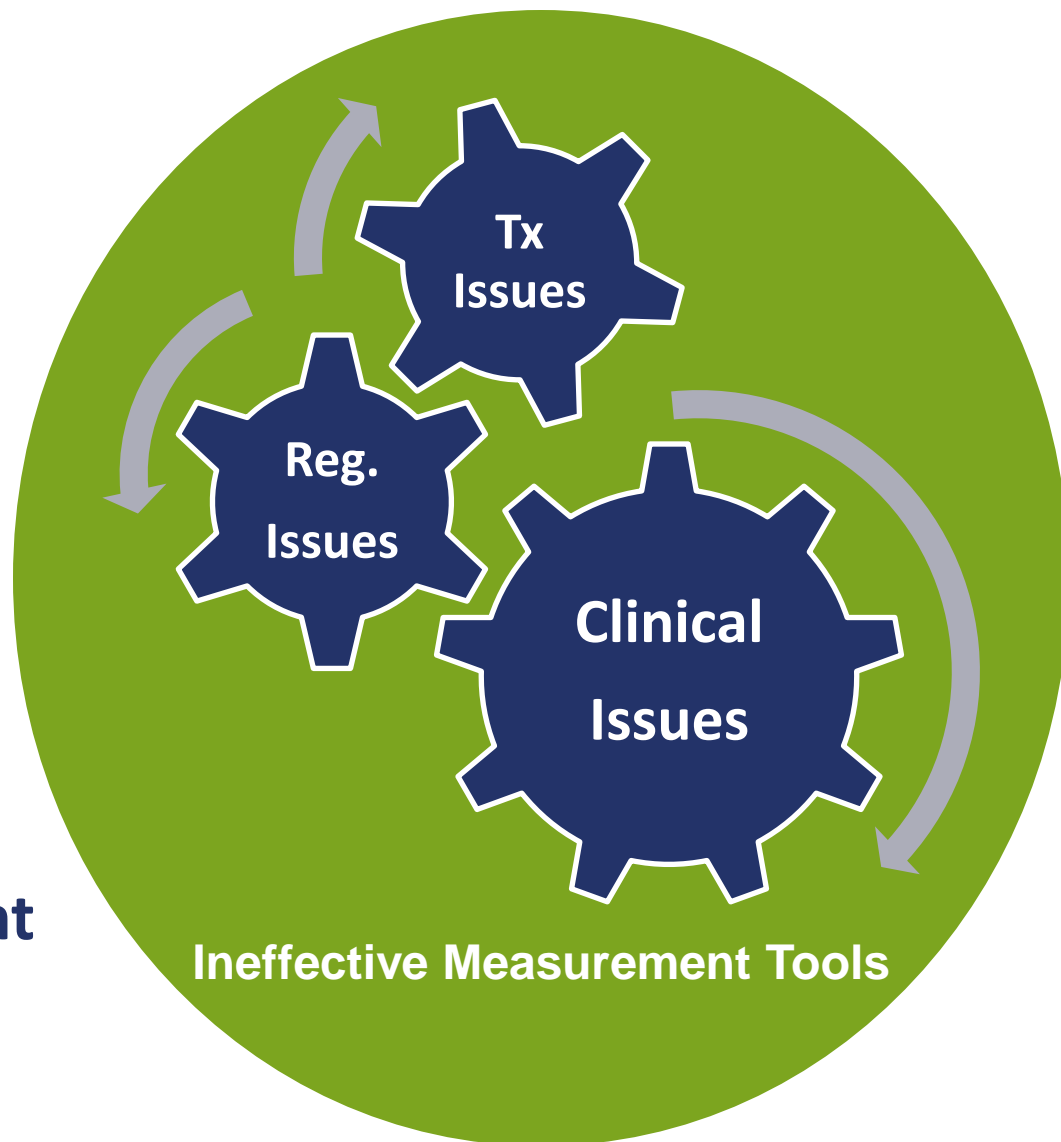 Tx
Issues
Reg.
Issues
Clinical
Issues
Ineffective Measurement Tools